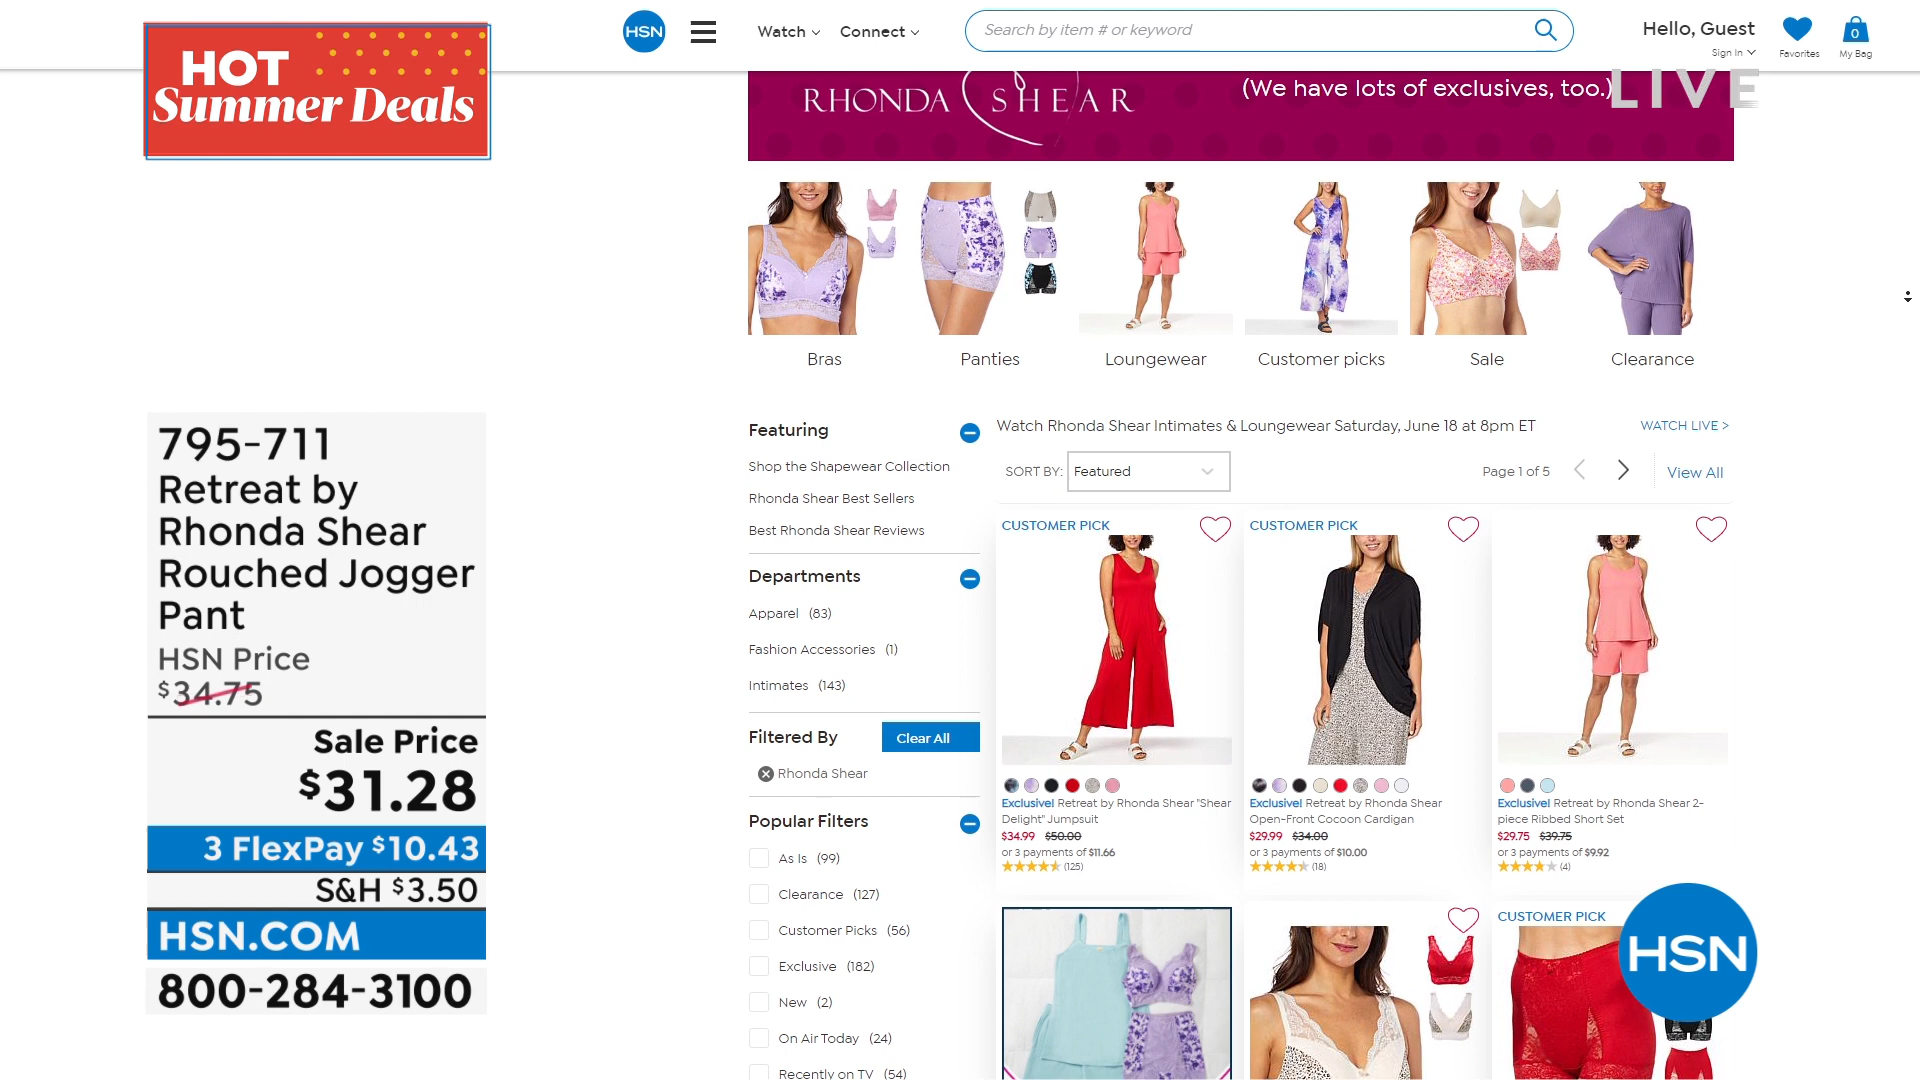 HOT
Summer Deals
HSN
Watch
Connect
Search by item # or keyword
Hello, Guest
Sign In
Favorites
0
My Bag
RHONDA SHEAR
(We have lots of exclusives, too.)
LIVE
Bras
Panties
Loungewear
Customer picks
Sale
Clearance
795-711
Retreat by
Rhonda Shear
Rouched Jogger
Pant
HSN Price
$34.75
Sale Price
$31.28
3 FlexPay $10.43
S&H $3.50
HSN.COM
800-284-3100
Featuring
Shop the Shapewear Collection
Rhonda Shear Best Sellers
Best Rhonda Shear Reviews
Departments
Apparel (83)
Fashion Accessories (1)
Intimates (143)
Filtered By
Clear All
Rhonda Shear
Popular Filters
As Is (99)
Clearance (127)
Customer Picks (56)
Exclusive (182)
New (2)
On Air Today (24)
Recently on TV (54)
Watch Rhonda Shear Intimates & Loungewear Saturday, June 18 at 8pm ET
WATCH LIVE >
SORT BY:
Featured
Page 1 of 5
View All
CUSTOMER PICK
Exclusive! Retreat by Rhonda Shear "Shear
Delight" Jumpsuit
$34.99 $50.00
or 3 payments of $11.66
(125)
CUSTOMER PICK
Exclusive! Retreat by Rhonda Shear
Open-Front Cocoon Cardigan
$29.99 $34.00
or 3 payments of $10.00
(18)
Exclusive! Retreat by Rhonda Shear 2-
piece Ribbed Short Set
$29.75 $39.75
or 3 payments of $9.92
(4)
CUSTOMER PICK
HSN